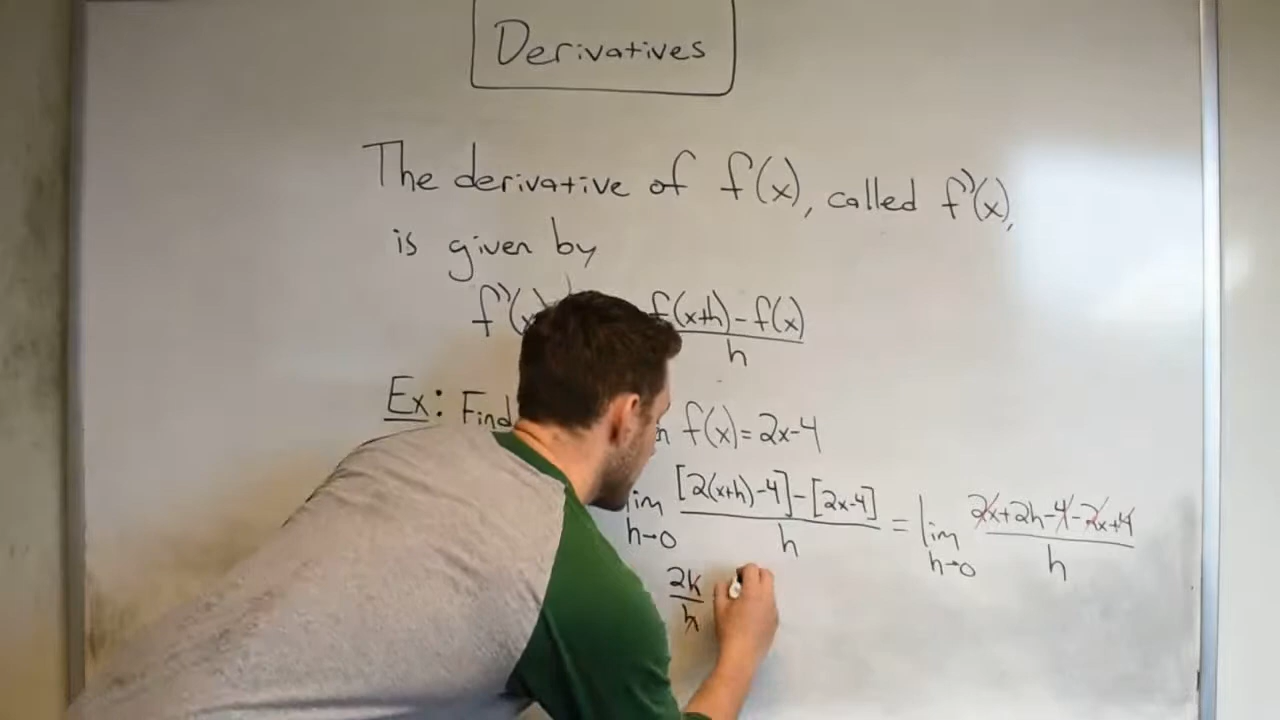 Derivatives
The derivative of f(x), called f'(x),
is given by
f'(x f(x+h)-f(x)
h
Ex: Find f(x)=2x-4
lim [2(x+h)-4]-[2x-4] = lim 2x+2h-4-2x+4
h→0 h h→0 h
2h
h